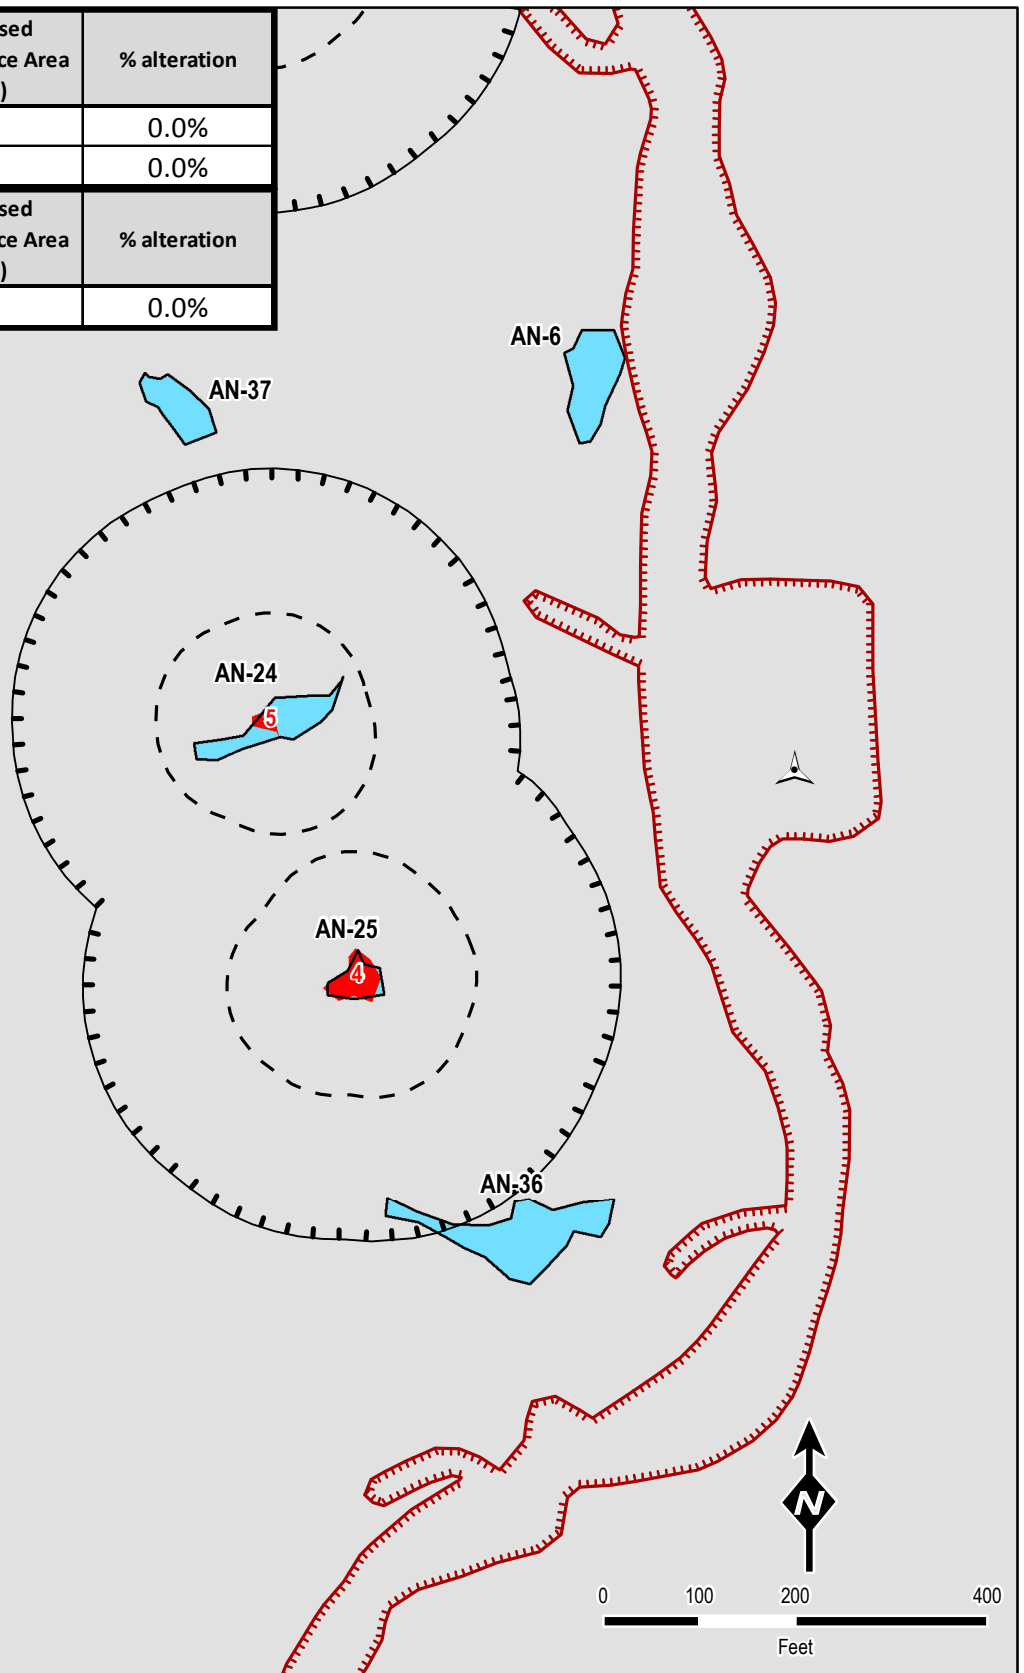 sed
ce Area
)
% alteration
0.0%
0.0%
sed
ce Area
)
% alteration
0.0%
AN-6
AN-37
AN-24
5
AN-25
4
AN-36
N
0 100 200 400
Feet